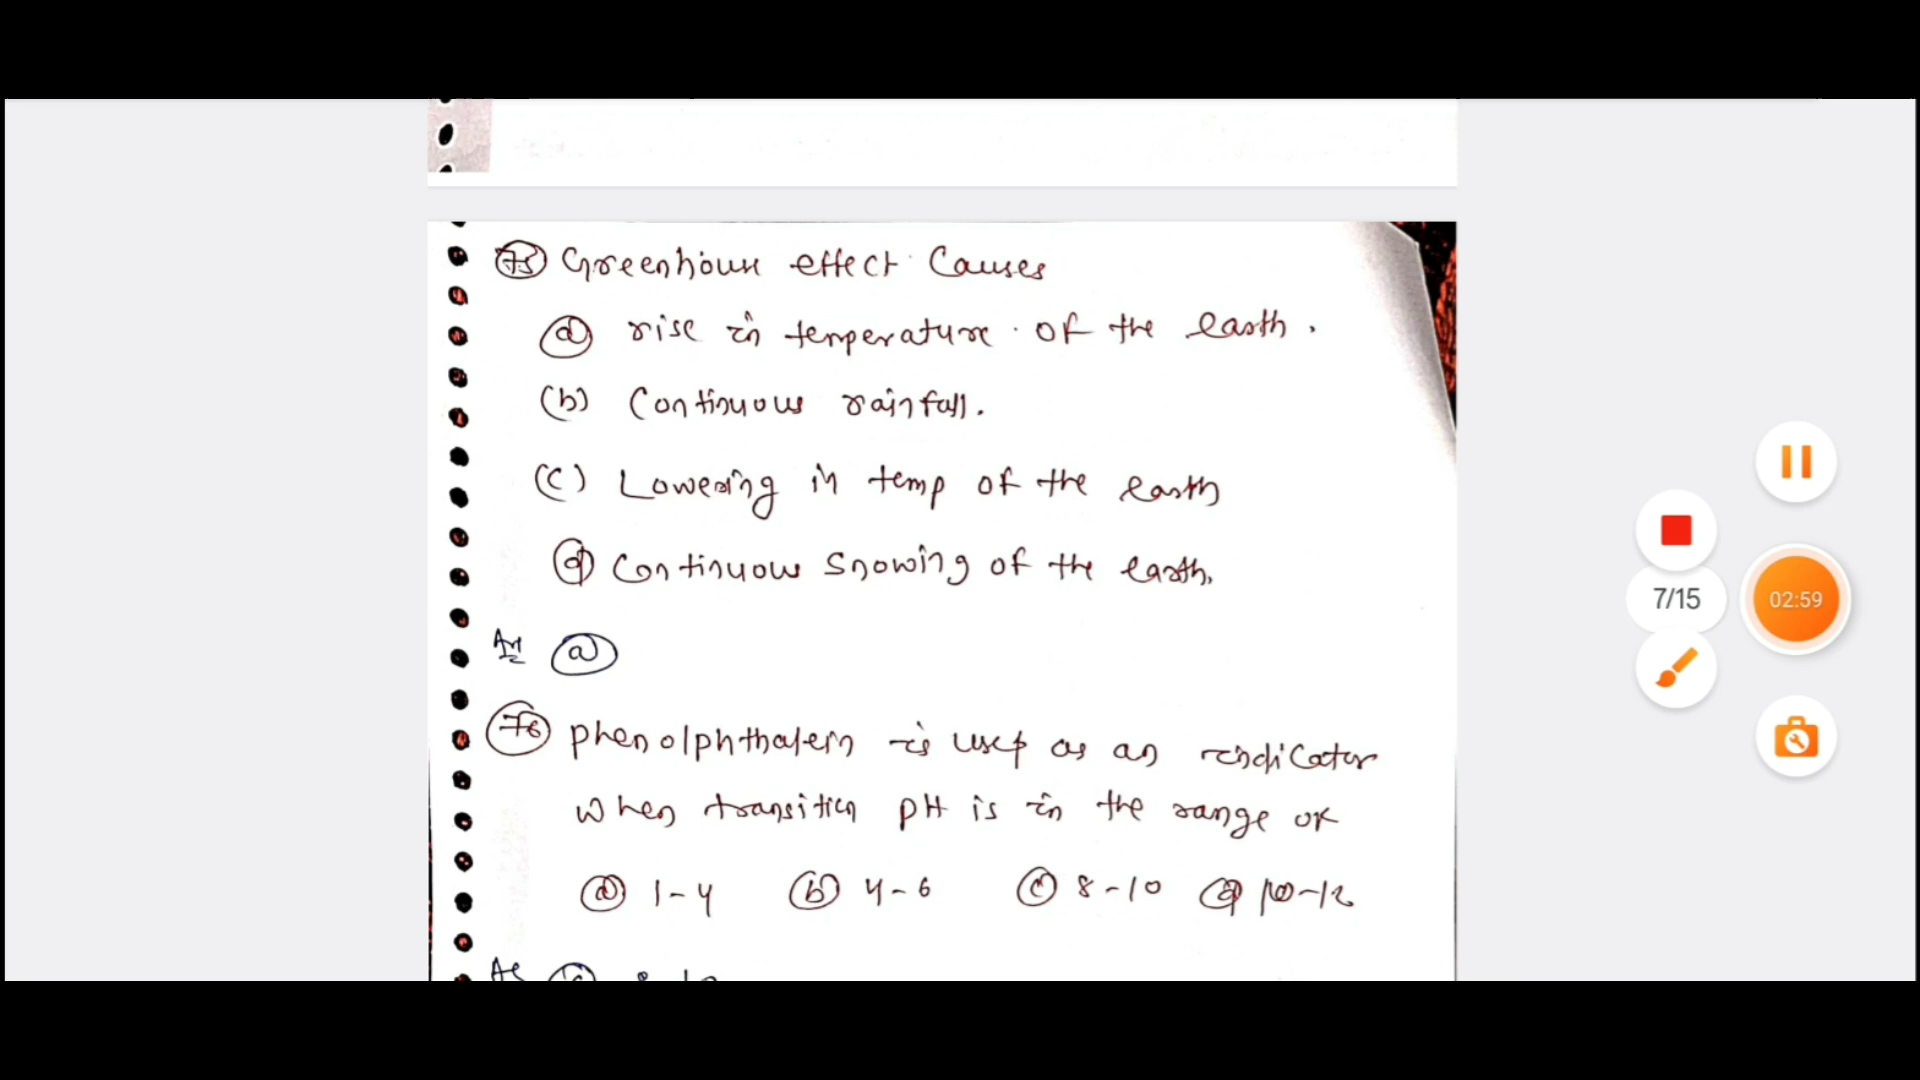 75 Greenhouse effect Causes
(a) rise in temperature of the earth.
(b) Continuous rainfall.
(c) Lowering in temp of the earth
(d) Continuous Snowing of the earth.
Ans (a)
76 phenolphthalein is used as an indicator
when transition pH is in the range of
(a) 1-4 (b) 4-6 (c) 8-10 (d) 10-12
7/15
02:59